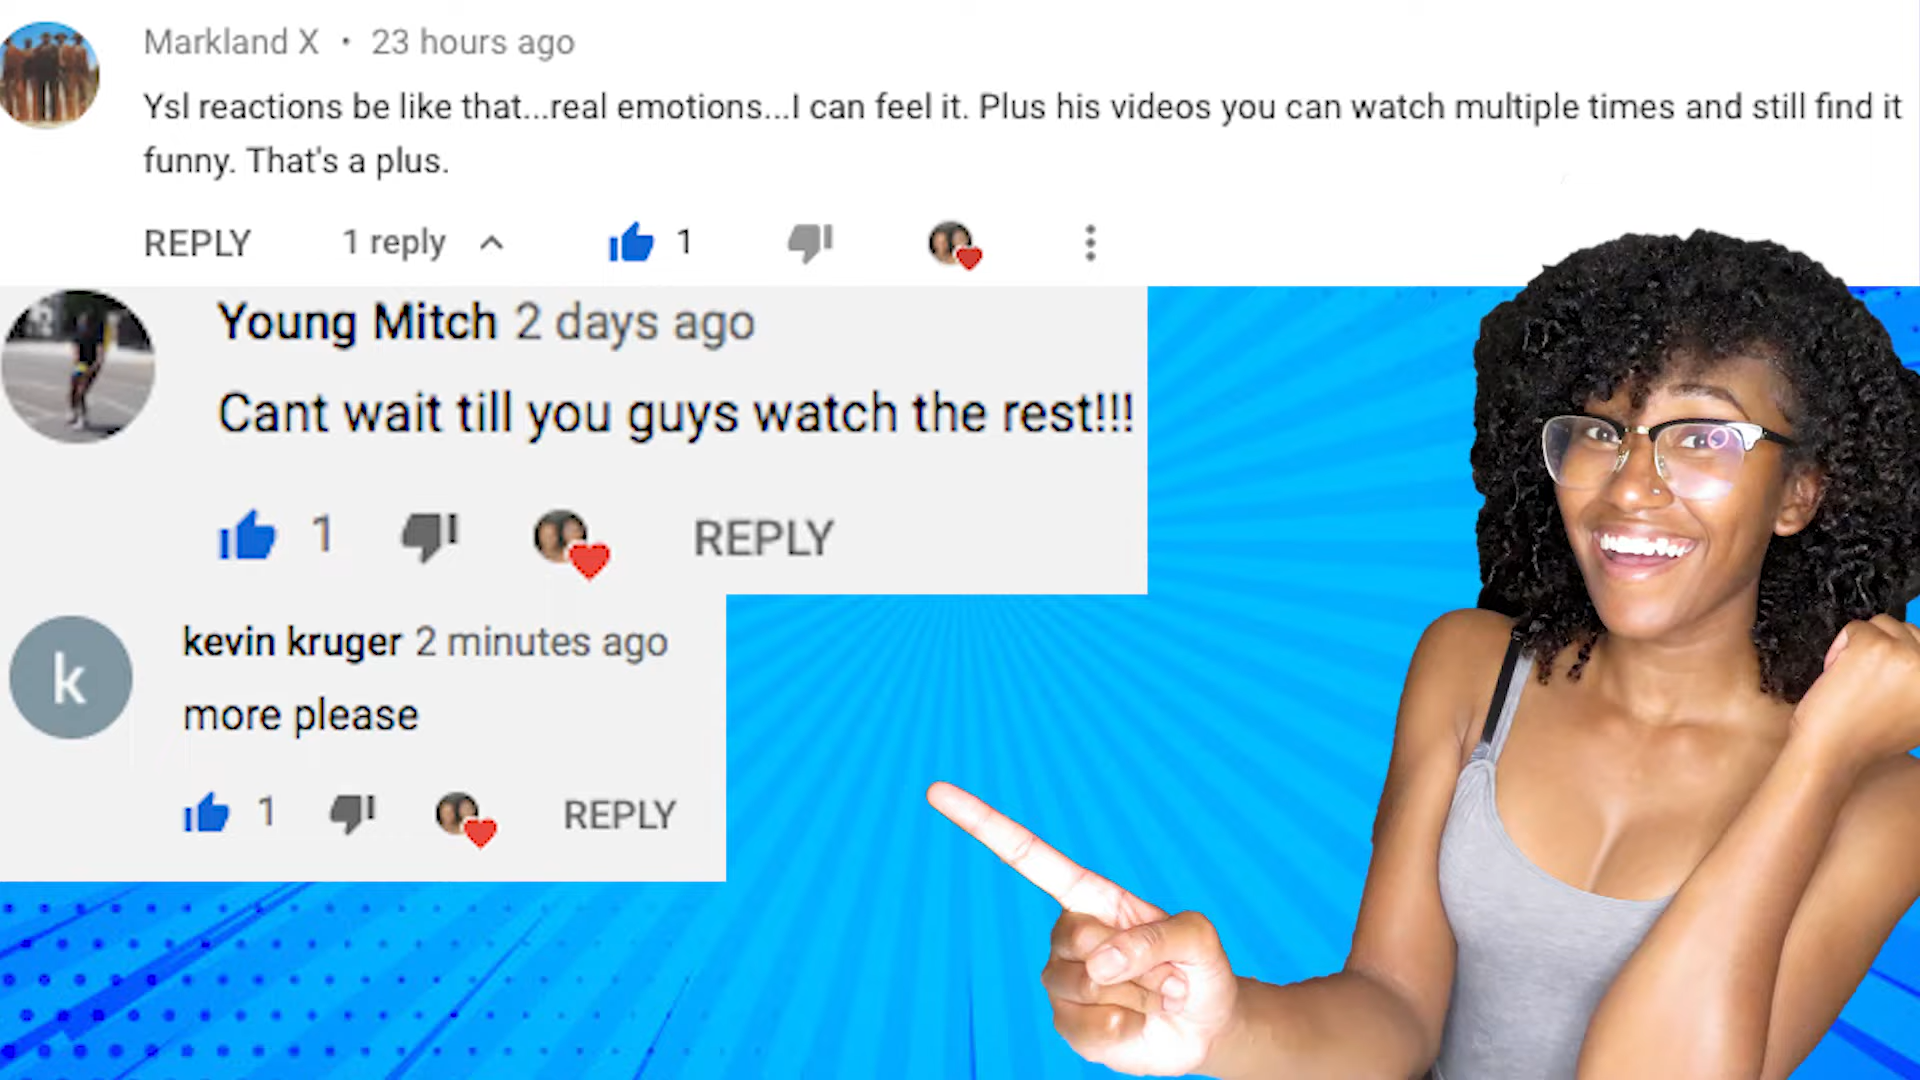 Markland X • 23 hours ago
Ysl reactions be like that...real emotions...I can feel it. Plus his videos you can watch multiple times and still find it
funny. That's a plus.
REPLY 1 reply 1
Young Mitch 2 days ago
Cant wait till you guys watch the rest!!!
1 REPLY
k
kevin kruger 2 minutes ago
more please
1 REPLY